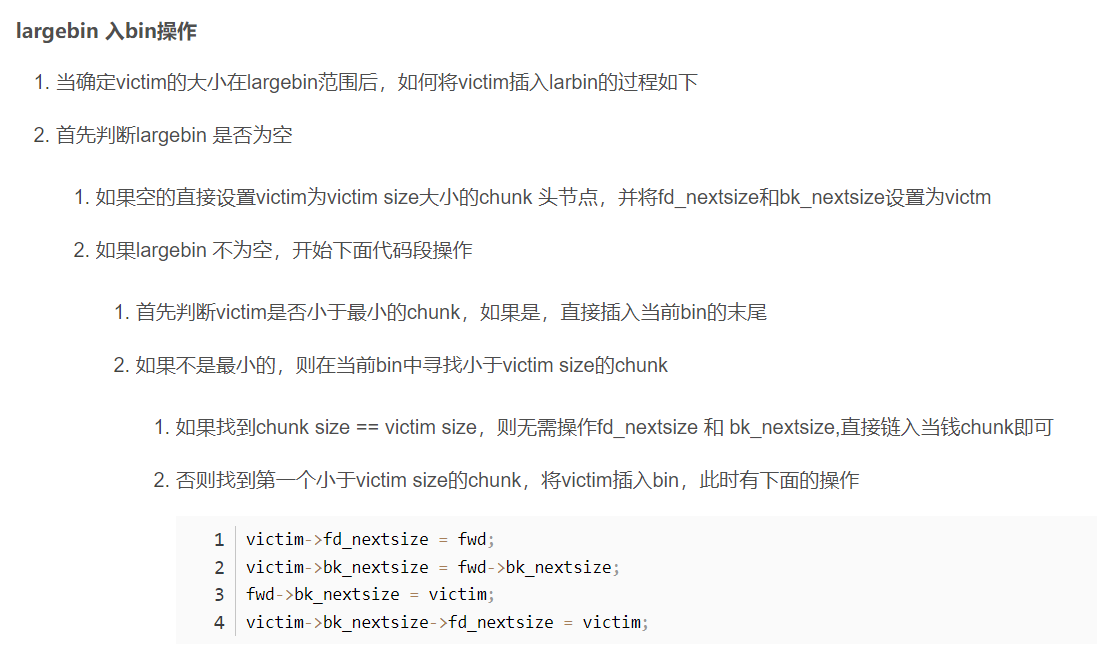 largebin 入bin操作
1. 当确定victim的大小在largebin范围后，如何将victim插入larbin的过程如下
2. 首先判断largebin 是否为空
1. 如果空的直接设置victim为victim size大小的chunk 头节点，并将fd_nextsize和bk_nextsize设置为victm
2. 如果largebin 不为空，开始下面代码段操作
1. 首先判断victim是否小于最小的chunk，如果是，直接插入当前bin的末尾
2. 如果不是最小的，则在当前bin中寻找小于victim size的chunk
1. 如果找到chunk size == victim size，则无需操作fd_nextsize 和 bk_nextsize,直接链入当钱chunk即可
2. 否则找到第一个小于victim size的chunk，将victim插入bin，此时有下面的操作
1 victim->fd_nextsize = fwd;
2 victim->bk_nextsize = fwd->bk_nextsize;
3 fwd->bk_nextsize = victim;
4 victim->bk_nextsize->fd_nextsize = victim;